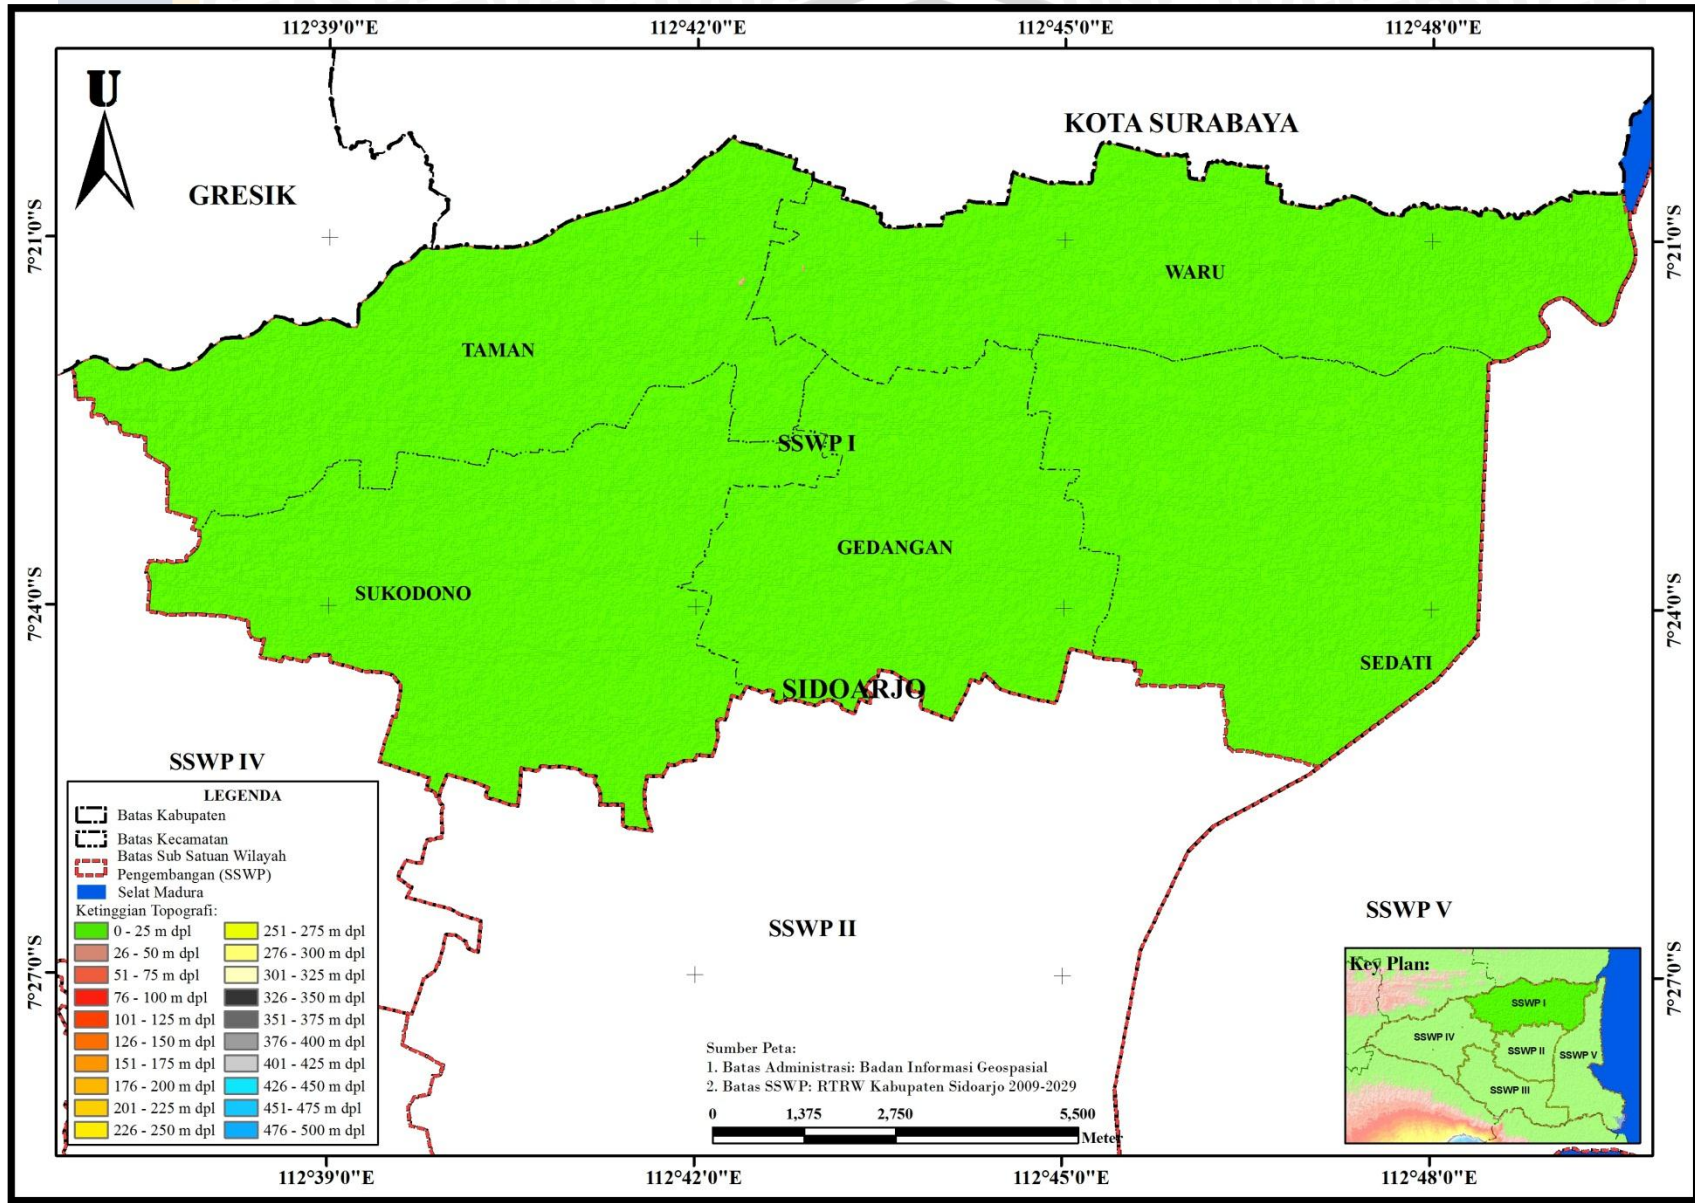 112°39'0"E 112°42'0"E 112°45'0"E 112°48'0"E
U
KOTA SURABAYA
GRESIK
7°21'0"S 7°21'0"S
WARU
TAMAN
SSWP I
GEDANGAN
SUKODONO
7°24'0"S 7°24'0"S
SEDATI
SIDOARJO
SSWP IV
LEGENDA
Batas Kabupaten
Batas Kecamatan
Batas Sub Satuan Wilayah
Pengembangan (SSWP)
Selat Madura
Ketinggian Topografi:
0 - 25 m dpl
26 - 50 m dpl
51 - 75 m dpl
76 - 100 m dpl
101 - 125 m dpl
126 - 150 m dpl
151 - 175 m dpl
176 - 200 m dpl
201 - 225 m dpl
226 - 250 m dpl
251 - 275 m dpl
276 - 300 m dpl
301 - 325 m dpl
326 - 350 m dpl
351 - 375 m dpl
376 - 400 m dpl
401 - 425 m dpl
426 - 450 m dpl
451- 475 m dpl
476 - 500 m dpl
SSWP II
SSWP V
7°27'0"S 7°27'0"S
Sumber Peta:
1. Batas Administrasi: Badan Informasi Geospasial
2. Batas SSWP: RTRW Kabupaten Sidoarjo 2009-2029
0 1,375 2,750 5,500
Meter
Key Plan:
SSWP I
SSWP IV
SSWP II
SSWP V
SSWP III
112°39'0"E 112°42'0"E 112°45'0"E 112°48'0"E